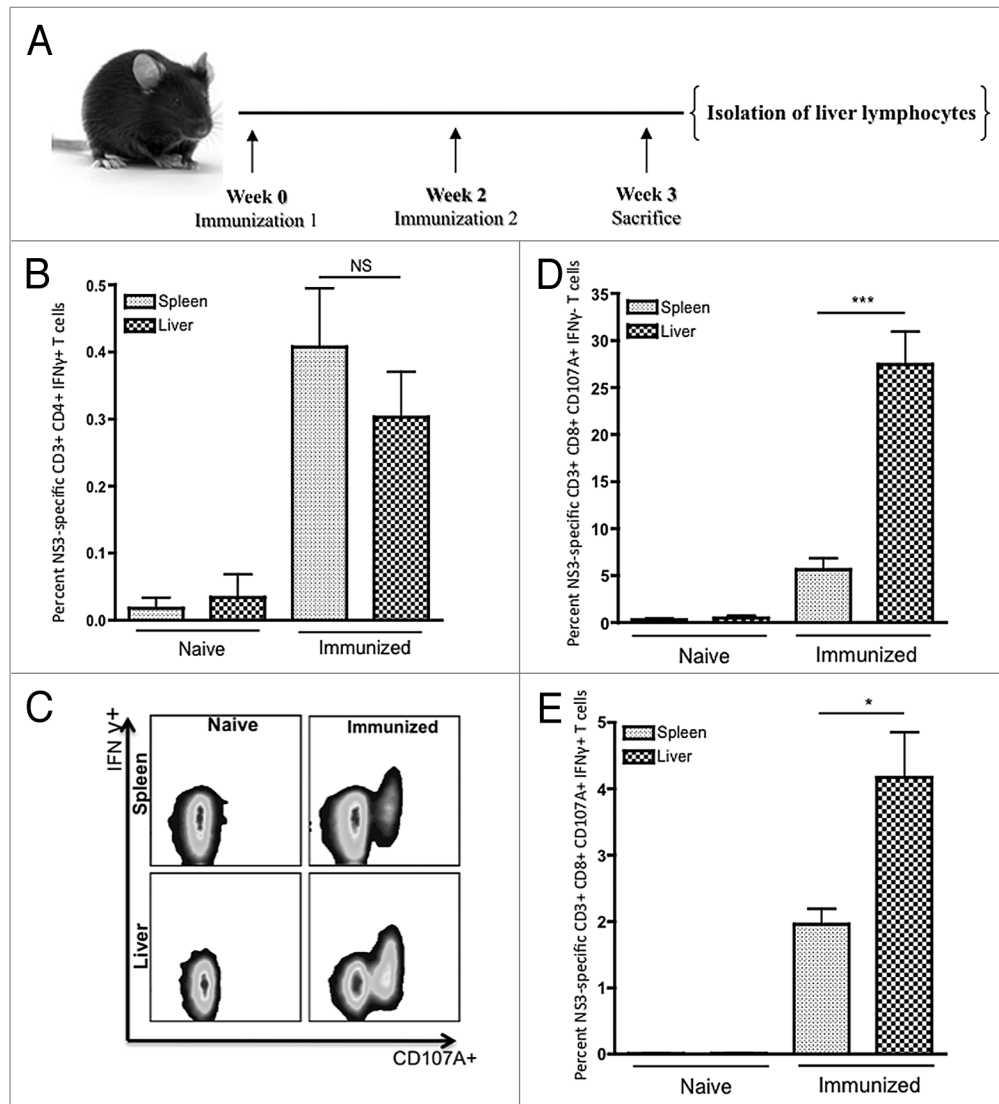 A
Isolation of liver lymphocytes
Week 0
Immunization 1
Week 2
Immunization 2
Week 3
Sacrifice
B
Percent NS3-specific CD3+ CD4+ IFNγ+ T cells
0.5
0.4
0.3
0.2
0.1
0.0
Spleen
Liver
NS
Naive
Immunized
D
Percent NS3-specific CD3+ CD8+ CD107A+ IFNγ- T cells
35
30
25
20
15
10
5
0
Spleen
Liver
***
Naive
Immunized
C
IFN γ+
Naive
Immunized
Spleen
Liver
CD107A+
E
Percent NS3-specific CD3+ CD8+ CD107A+ IFNγ+ T cells
5
4
3
2
1
0
Spleen
Liver
*
Naive
Immunized